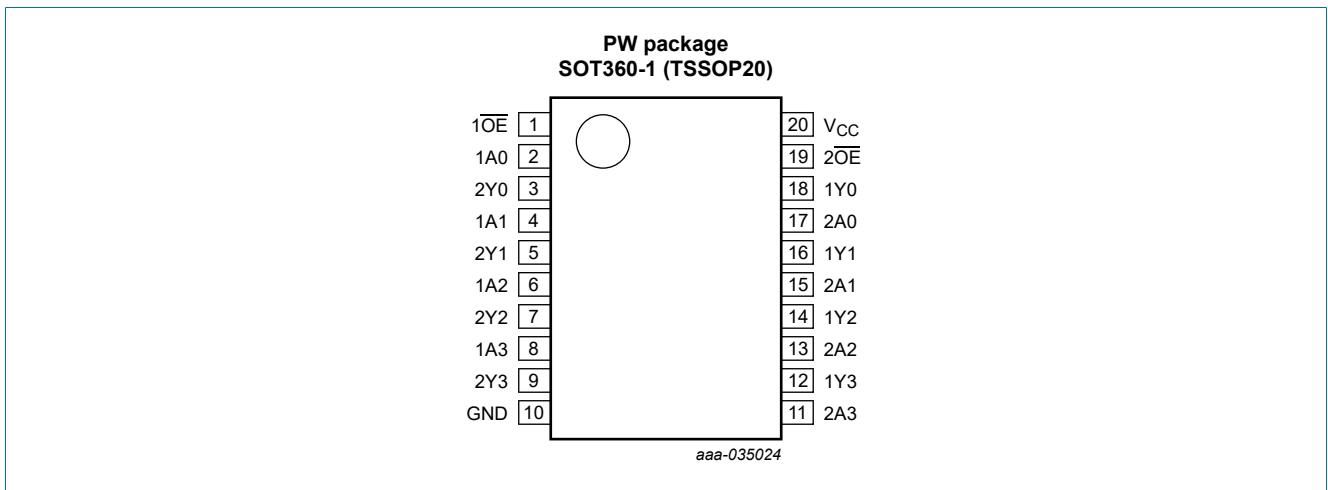 PW package
SOT360-1 (TSSOP20)
1O̅E̅ 1 20 VCC
1A0 2 19 2O̅E̅
2Y0 3 18 1Y0
1A1 4 17 2A0
2Y1 5 16 1Y1
1A2 6 15 2A1
2Y2 7 14 1Y2
1A3 8 13 2A2
2Y3 9 12 1Y3
GND 10 11 2A3
aaa-035024